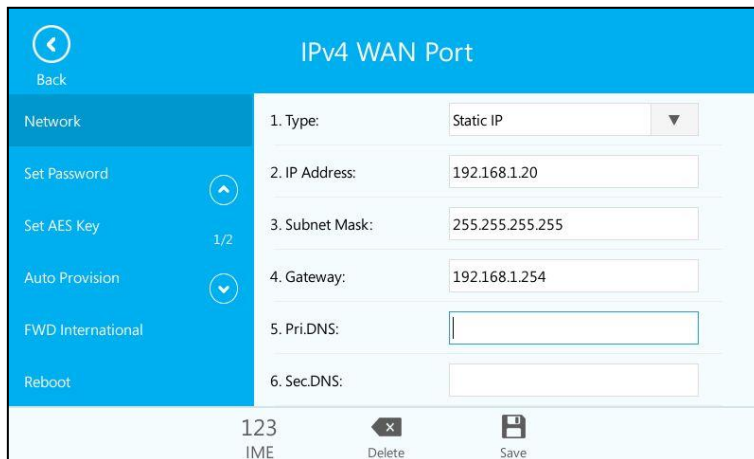 IPv4 WAN Port
Back
Network
Set Password
Set AES Key
1/2
Auto Provision
FWD International
Reboot
1. Type: Static IP
2. IP Address: 192.168.1.20
3. Subnet Mask: 255.255.255.255
4. Gateway: 192.168.1.254
5. Pri.DNS:
6. Sec.DNS:
123
IME
Delete
Save